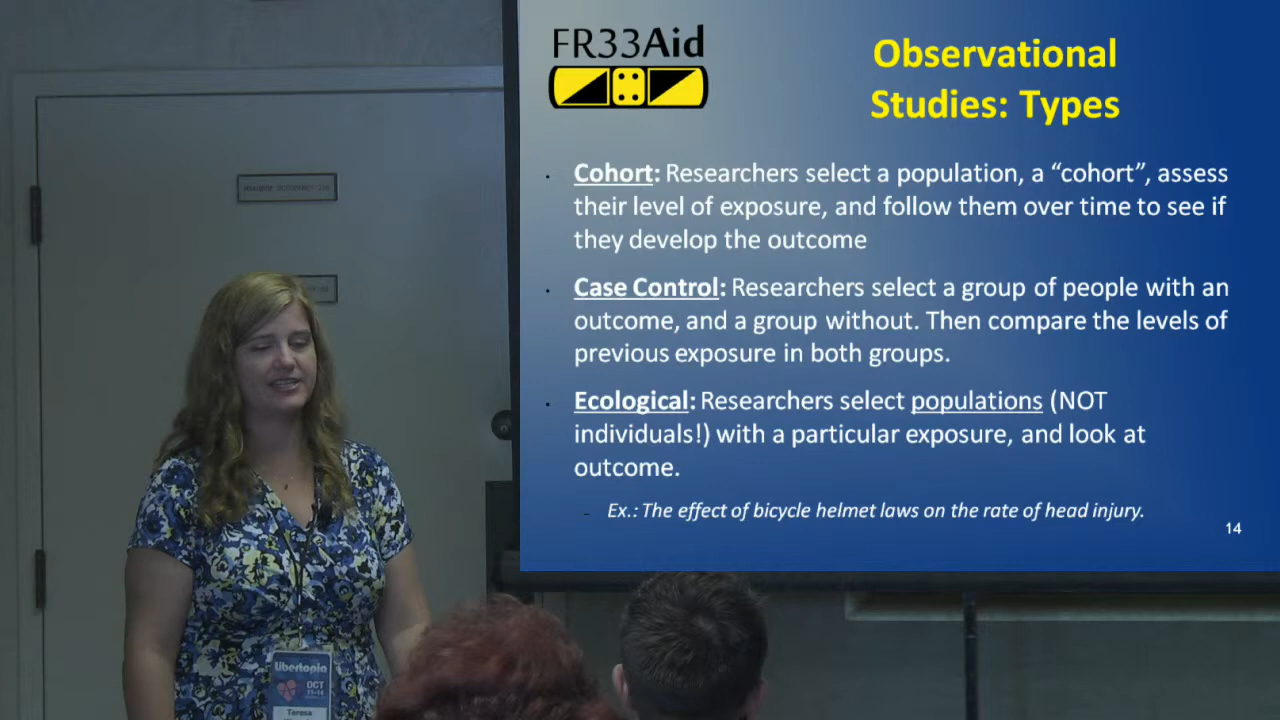 FR33Aid
Observational
Studies: Types
Cohort: Researchers select a population, a “cohort”, assess
their level of exposure, and follow them over time to see if
they develop the outcome
Case Control: Researchers select a group of people with an
outcome, and a group without. Then compare the levels of
previous exposure in both groups.
Ecological: Researchers select populations (NOT
individuals!) with a particular exposure, and look at
outcome.
Ex.: The effect of bicycle helmet laws on the rate of head injury.
14
Libertopia
OCT
11-14
Teresa